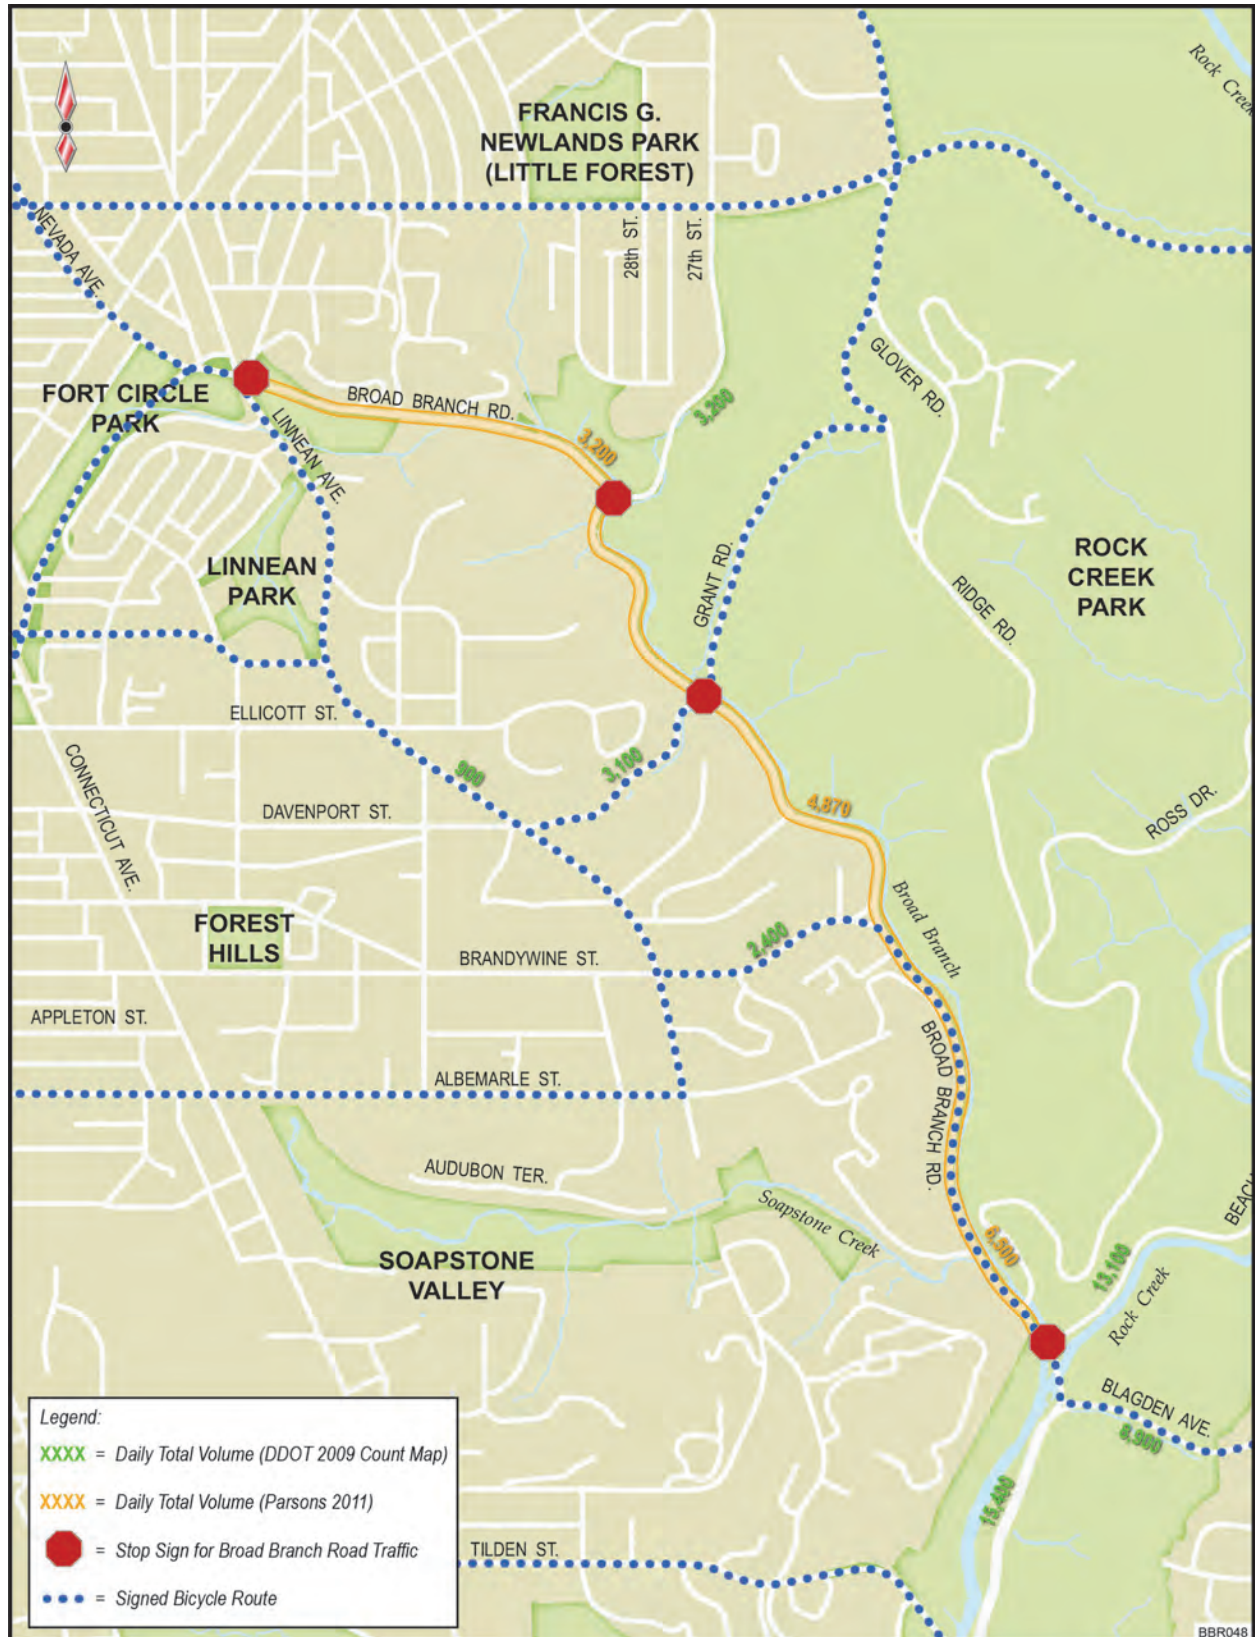 N
Rock Creek
FRANCIS G.
NEWLANDS PARK
(LITTLE FOREST)
NEVADA AVE.
28th ST.
27th ST.
GLOVER RD.
FORT CIRCLE
PARK
BROAD BRANCH RD.
3,200
3,200
LINNEAN AVE.
LINNEAN
PARK
GRANT RD.
ROCK
CREEK
PARK
RIDGE RD.
ELLICOTT ST.
CONNECTICUT AVE.
900
3,100
4,870
ROSS DR.
DAVENPORT ST.
FOREST
HILLS
Broad Branch
BRANDYWINE ST.
2,400
APPLETON ST.
BROAD BRANCH RD.
ALBEMARLE ST.
AUDUBON TER.
Soapstone Creek
BEACH
SOAPSTONE
VALLEY
6,500
13,100
Rock Creek
BLAGDEN AVE.
15,400
TILDEN ST.
Legend:
XXXX = Daily Total Volume (DDOT 2009 Count Map)
XXXX = Daily Total Volume (Parsons 2011)
= Stop Sign for Broad Branch Road Traffic
= Signed Bicycle Route
BBR048